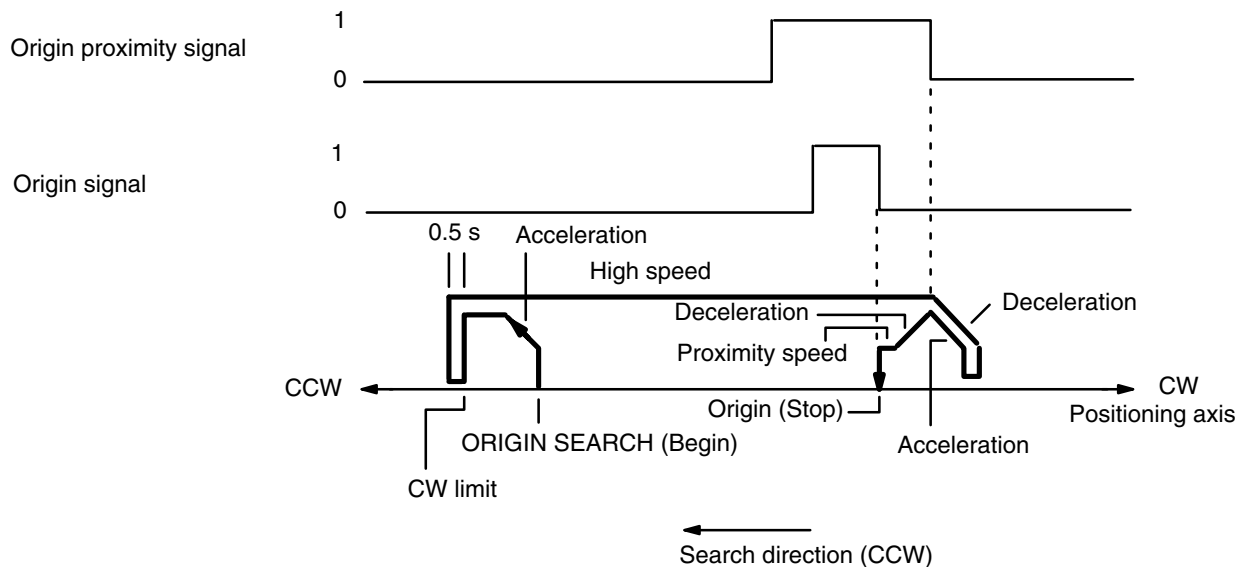 Origin proximity signal
1
0
Origin signal
1
0
0.5 s
Acceleration
High speed
Deceleration
Deceleration
Proximity speed
CCW
CW
Positioning axis
Origin (Stop)
ORIGIN SEARCH (Begin)
Acceleration
CW limit
Search direction (CCW)